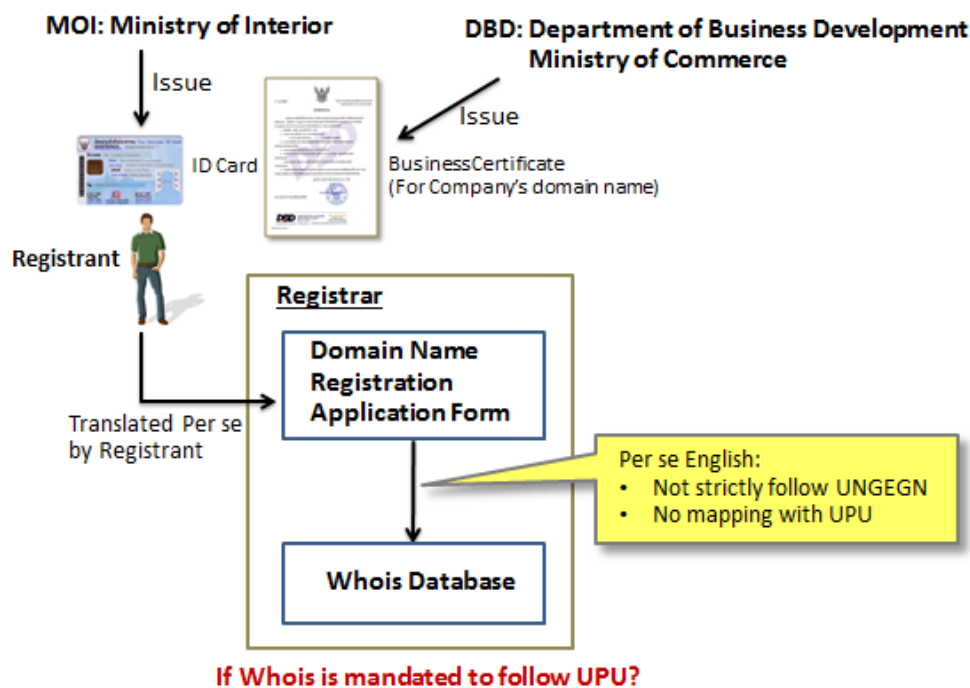 MOI: Ministry of Interior
DBD: Department of Business Development
Ministry of Commerce
Issue
Issue
ID Card
BusinessCertificate
(For Company's domain name)
DBD
Registrant
Registrar
Domain Name
Registration
Application Form
Translated Per se
by Registrant
Per se English:
• Not strictly follow UNGEGN
• No mapping with UPU
Whois Database
If Whois is mandated to follow UPU?